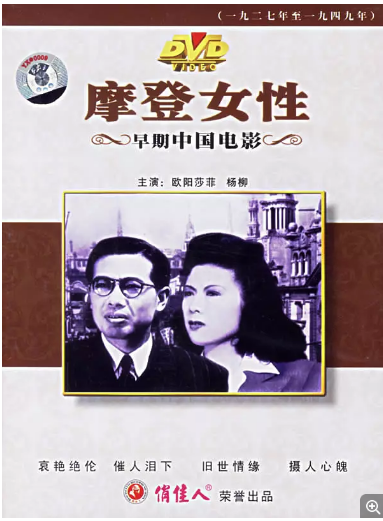 (一九二七年至一九四九年)
DVD
VIDEO
摩登女性
早期中国电影
主演：欧阳莎菲 杨柳
哀艳绝伦 催人泪下 旧世情缘 摄人心魄
俏佳人 荣誉出品